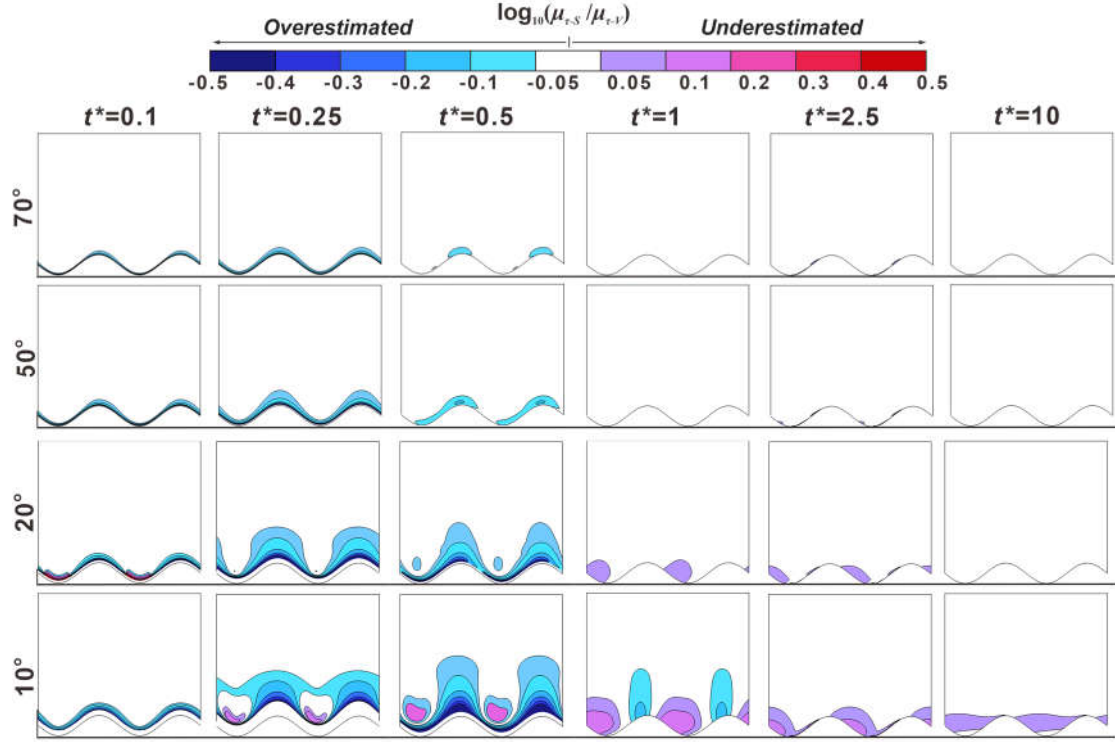 log₁₀(μτ-S /μτ-V)
Overestimated Underestimated
-0.5 -0.4 -0.3 -0.2 -0.1 -0.05 0.05 0.1 0.2 0.3 0.4 0.5
t*=0.1 t*=0.25 t*=0.5 t*=1 t*=2.5 t*=10
70°
50°
20°
10°